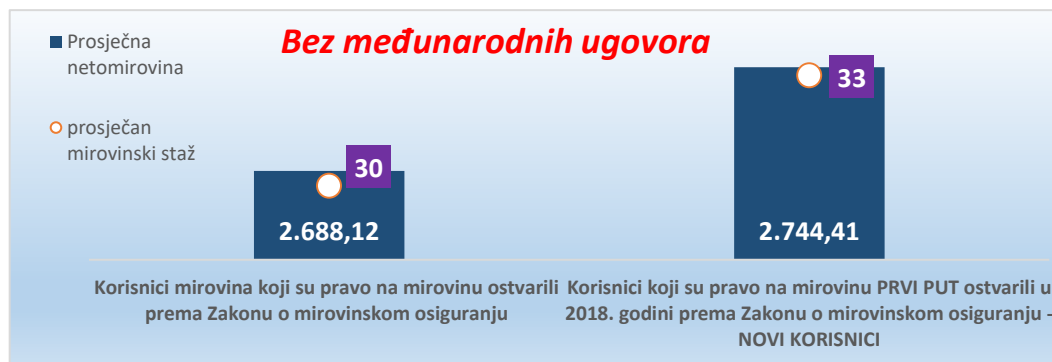 Bez međunarodnih ugovora
Prosječna
netomirovina
prosječan
mirovinski staž
30
33
2.688,12
2.744,41
Korisnici mirovina koji su pravo na mirovinu ostvarili
prema Zakonu o mirovinskom osiguranju
Korisnici koji su pravo na mirovinu PRVI PUT ostvarili u
2018. godini prema Zakonu o mirovinskom osiguranju -
NOVI KORISNICI